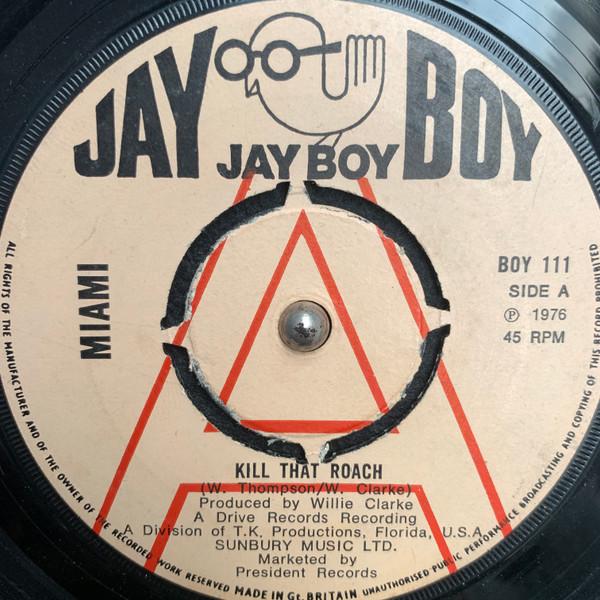 JAY BOY
JAY BOY
MIAMI
BOY 111
SIDE A
Ⓟ 1976
45 RPM
A
KILL THAT ROACH
(W. Thompson/W. Clarke)
Produced by Willie Clarke
A Drive Records Recording
A Division of T.K. Productions, Florida, U.S.A.
SUNBURY MUSIC LTD.
Marketed by
President Records
ALL RIGHTS OF THE MANUFACTURER AND OF THE OWNER OF THE RECORDED WORK RESERVED MADE IN GT. BRITAIN UNAUTHORISED PUBLIC PERFORMANCE BROADCASTING AND COPYING OF THIS RECORD PROHIBITED